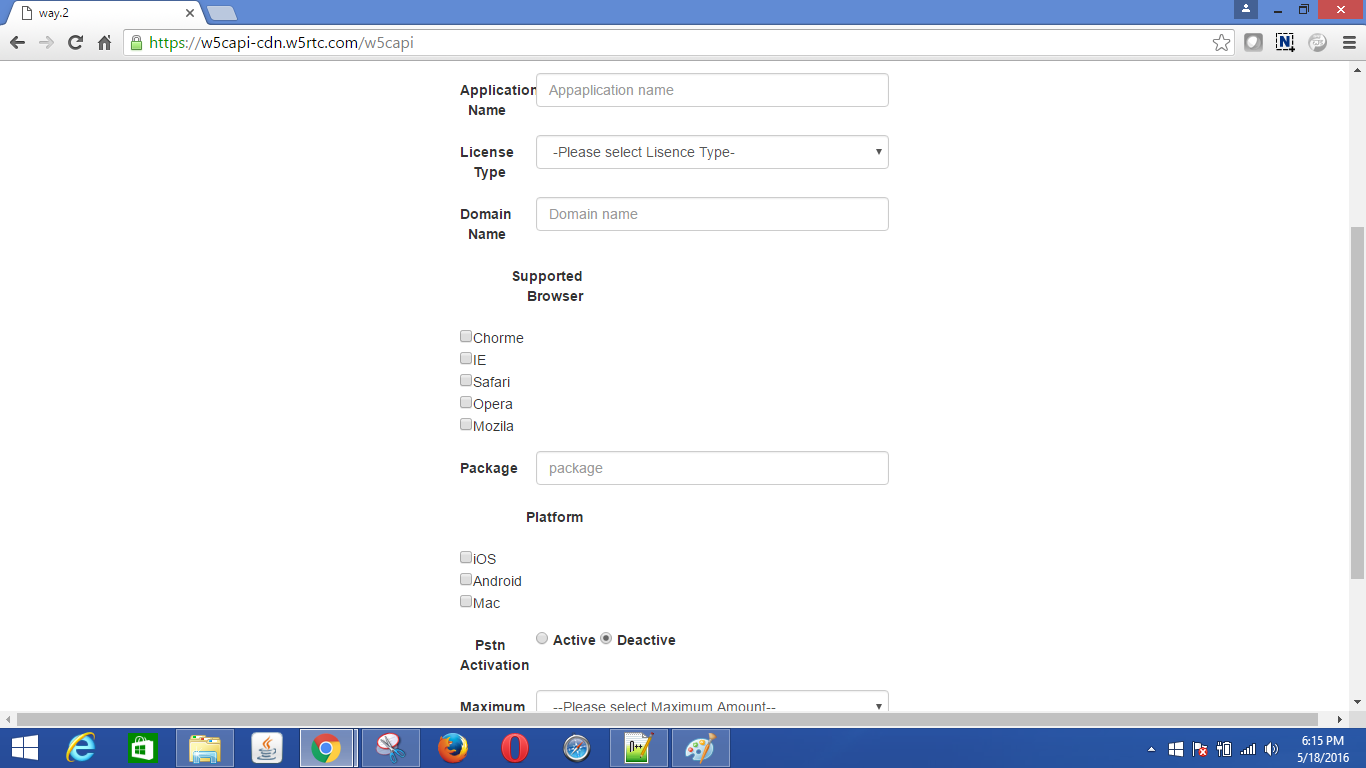 way.2
https://w5capi-cdn.w5rtc.com/w5capi
Application Name
Appaplication name
License Type
-Please select Lisence Type-
Domain Name
Domain name
Supported Browser
Chorme
IE
Safari
Opera
Mozila
Package
package
Platform
iOS
Android
Mac
Pstn Activation
Active Deactive
Maximum
--Please select Maximum Amount--
6:15 PM
5/18/2016